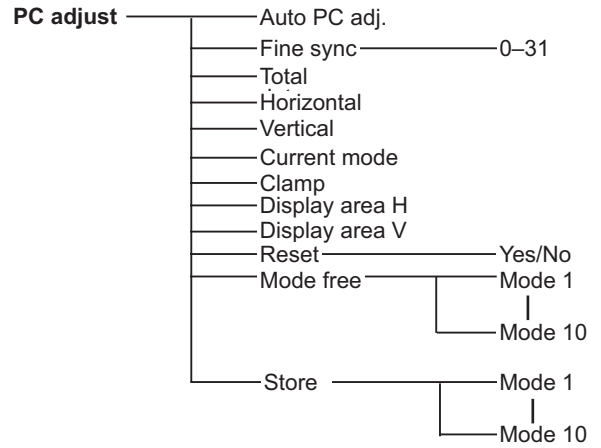 PC adjust Auto PC adj.
Fine sync 0–31
Total
Horizontal
Vertical
Current mode
Clamp
Display area H
Display area V
Reset Yes/No
Mode free Mode 1
Mode 10
Store Mode 1
Mode 10